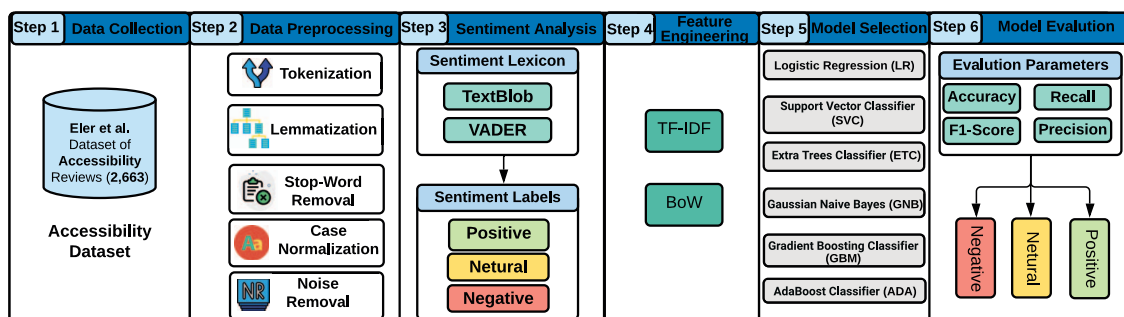 Step 1
Data Collection
Eler et al.
Dataset of
Accessibility
Reviews (2,663)
Accessibility
Dataset
Step 2
Data Preprocessing
Tokenization
Lemmatization
Stop-Word
Removal
Aa
Case
Normalization
NR
Noise
Removal
Step 3
Sentiment Analysis
Sentiment Lexicon
TextBlob
VADER
Sentiment Labels
Positive
Netural
Negative
Step 4
Feature
Engineering
TF-IDF
BoW
Step 5
Model Selection
Logistic Regression (LR)
Support Vector Classifier
(SVC)
Extra Trees Classifier (ETC)
Gaussian Naive Bayes (GNB)
Gradient Boosting Classifier
(GBM)
AdaBoost Classifier (ADA)
Step 6
Model Evaluation
Evalution Parameters
Accuracy
Recall
F1-Score
Precision
Negative
Netural
Positive